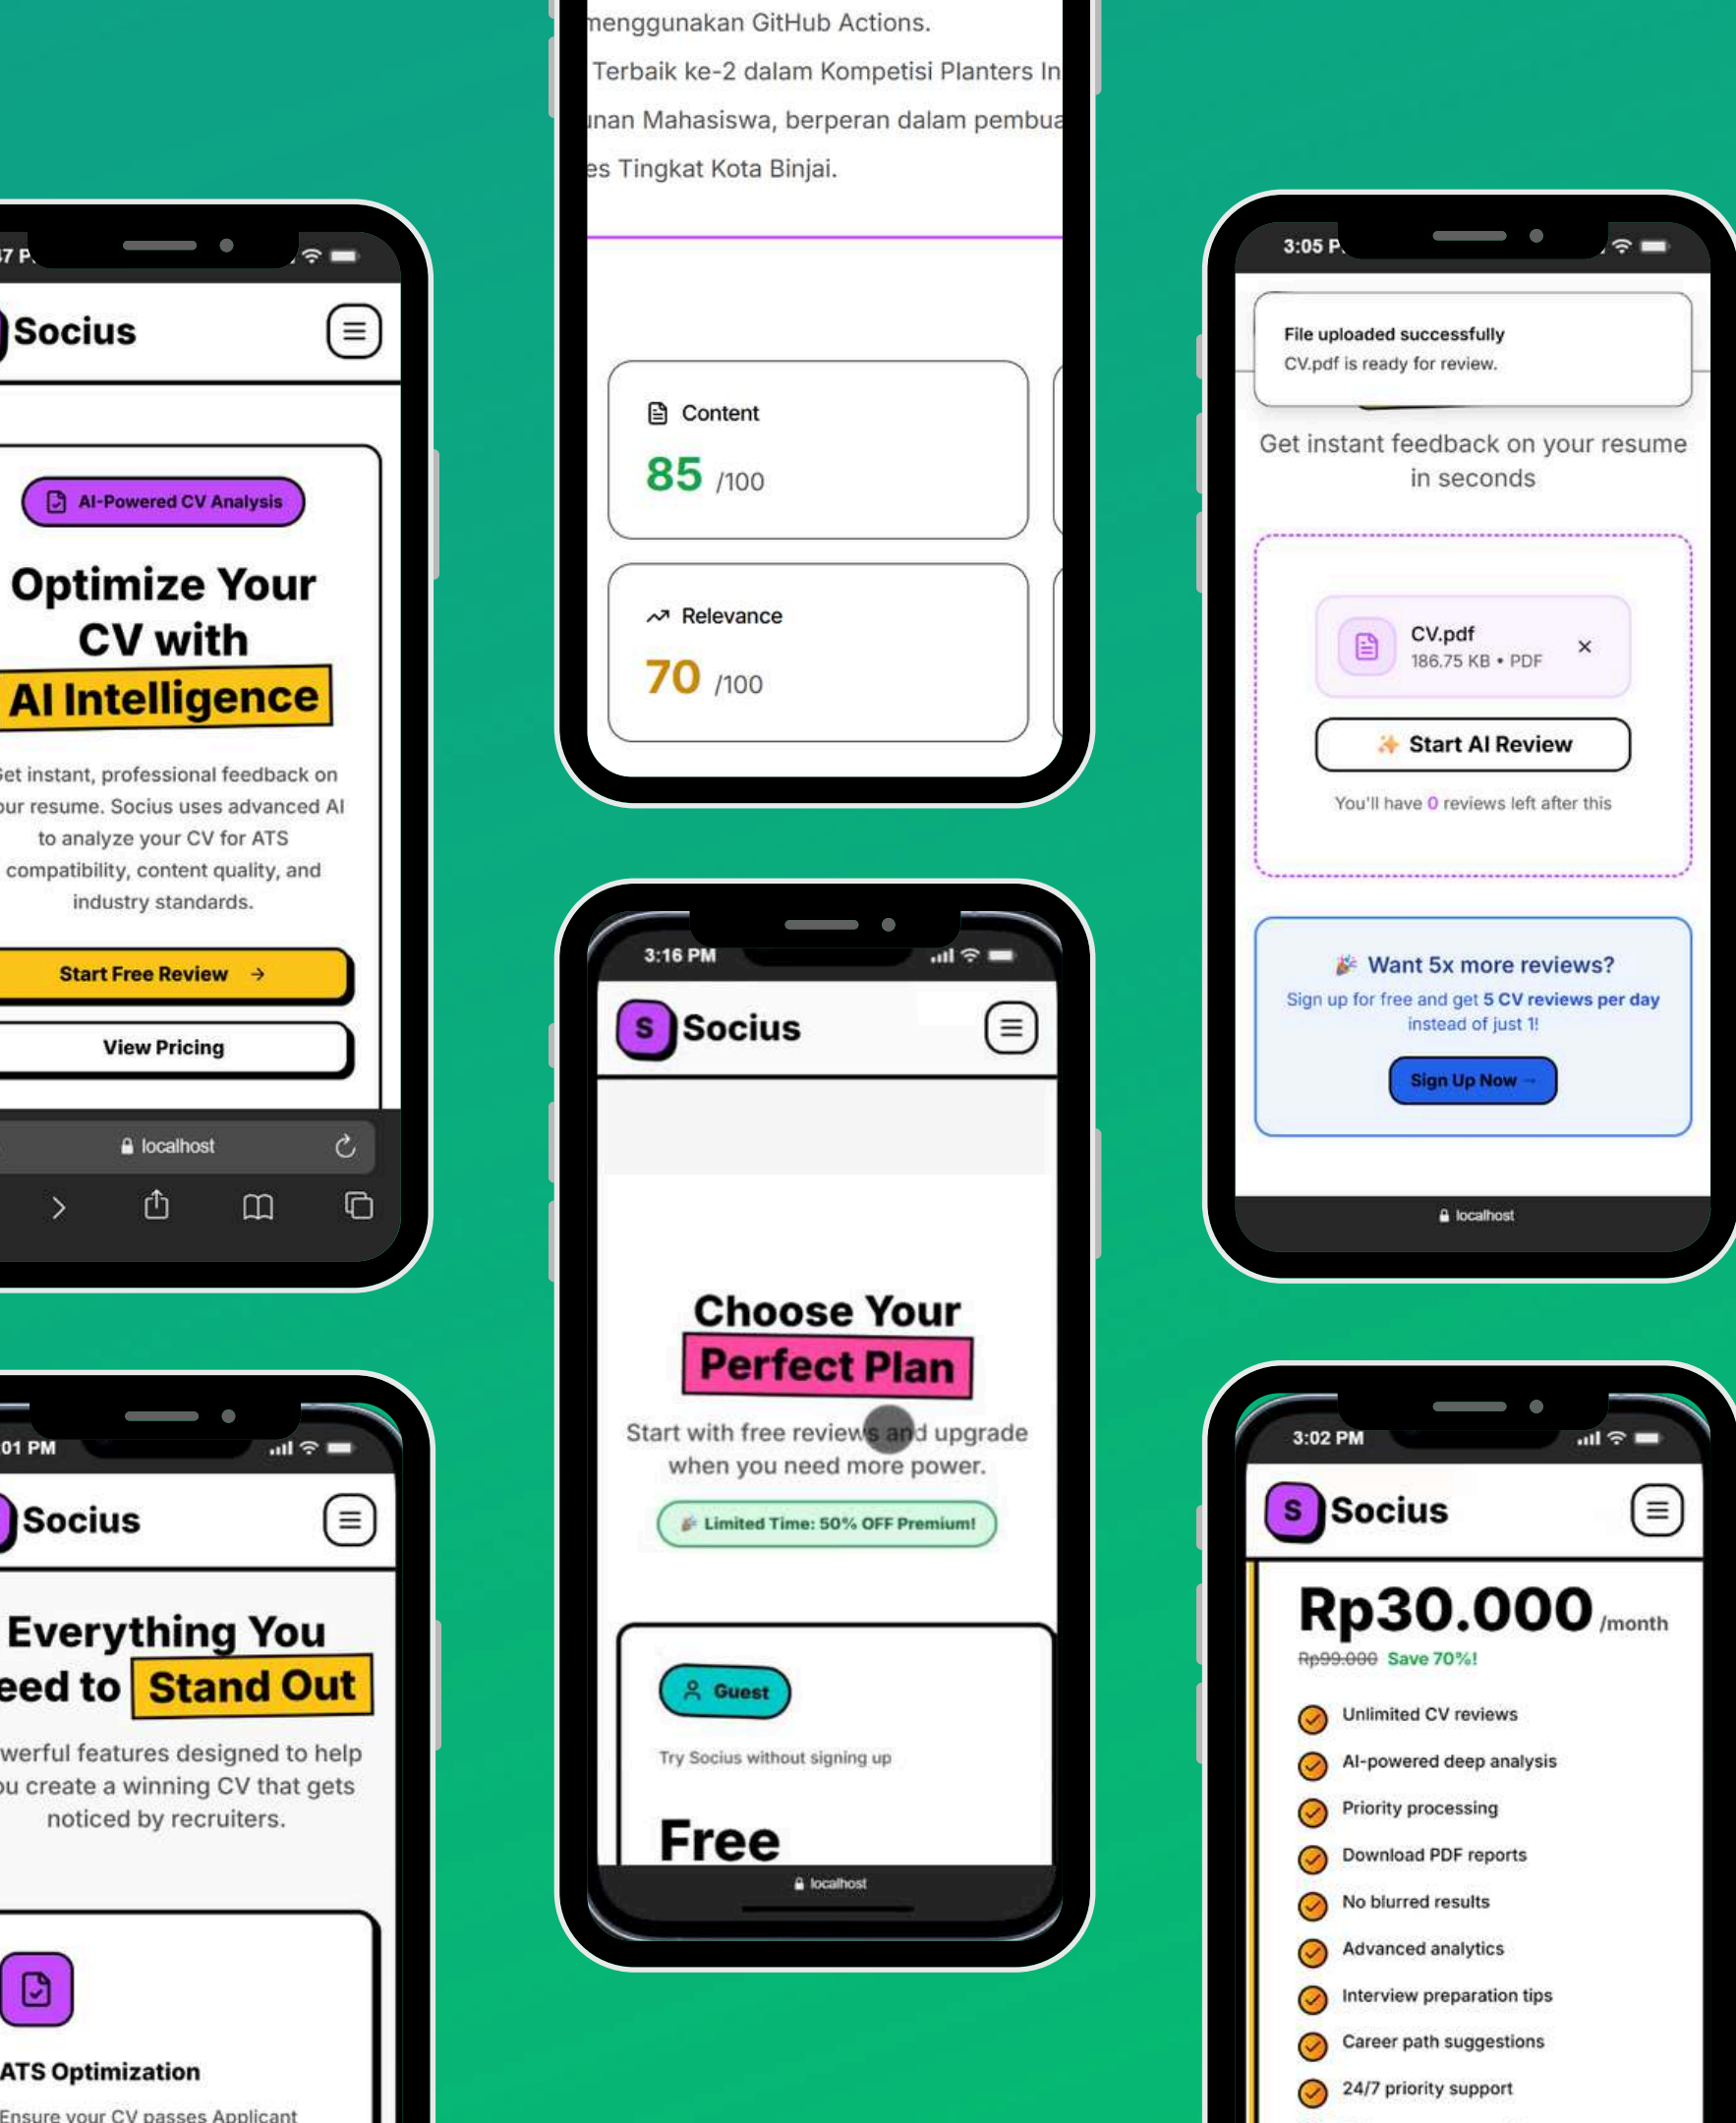 47 P
Socius
AI-Powered CV Analysis
Optimize Your
CV with
AI Intelligence
et instant, professional feedback on
our resume. Socius uses advanced AI
to analyze your CV for ATS
compatibility, content quality, and
industry standards.
Start Free Review →
View Pricing
localhost
01 PM
Socius
Everything You
eed to Stand Out
werful features designed to help
ou create a winning CV that gets
noticed by recruiters.
ATS Optimization
Ensure your CV passes Applicant
menggunakan GitHub Actions.
Terbaik ke-2 dalam Kompetisi Planters In
unan Mahasiswa, berperan dalam pembua
es Tingkat Kota Binjai.
Content
85 /100
Relevance
70 /100
3:16 PM
S Socius
Choose Your
Perfect Plan
Start with free reviews and upgrade
when you need more power.
🎉 Limited Time: 50% OFF Premium!
Guest
Try Socius without signing up
Free
localhost
3:05 P
File uploaded successfully
CV.pdf is ready for review.
Get instant feedback on your resume
in seconds
CV.pdf
186.75 KB • PDF
✨ Start AI Review
You'll have 0 reviews left after this
🎉 Want 5x more reviews?
Sign up for free and get 5 CV reviews per day
instead of just 1!
Sign Up Now →
localhost
3:02 PM
S Socius
Rp30.000 /month
Rp99.000 Save 70%!
Unlimited CV reviews
AI-powered deep analysis
Priority processing
Download PDF reports
No blurred results
Advanced analytics
Interview preparation tips
Career path suggestions
24/7 priority support